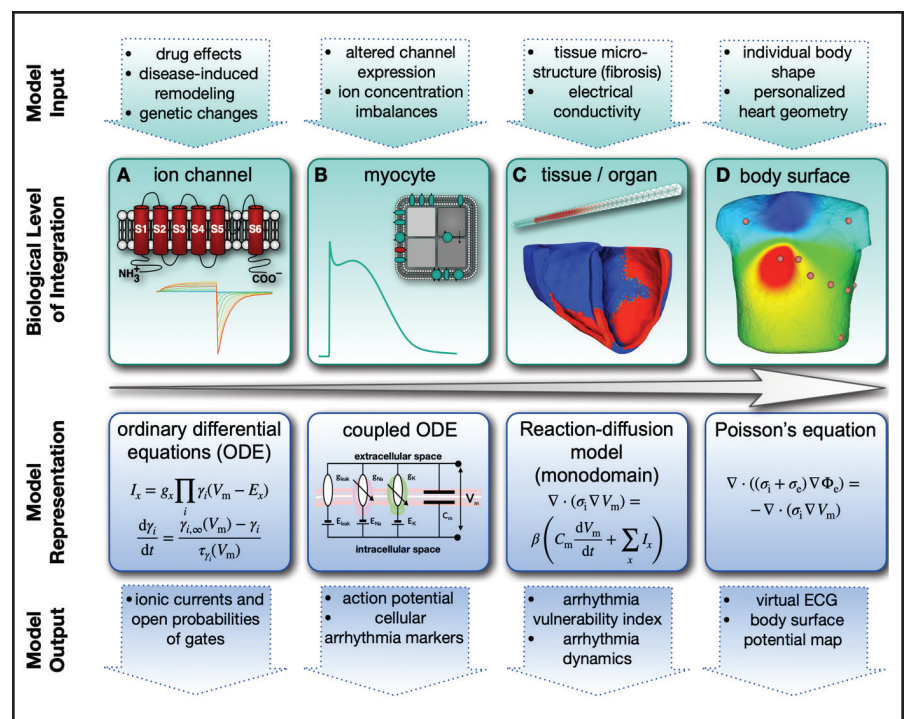 Model
Input
• drug effects
• disease-induced
remodeling
• genetic changes
• altered channel
expression
• ion concentration
imbalances
• tissue micro-
structure (fibrosis)
• electrical
conductivity
• individual body
shape
• personalized
heart geometry
Biological Level
of Integration
A ion channel
S1 S2 S3 S4 S5 S6
NH₃⁺
COO⁻
B myocyte
C tissue / organ
D body surface
Model
Representation
ordinary differential
equations (ODE)
Iₓ = gₓ ∏ᵢ γᵢ(Vₘ − Eₓ)
dγᵢ/dt = (γᵢ,∞(Vₘ) − γᵢ)/τ_γᵢ(Vₘ)
coupled ODE
extracellular space
gleak gNa gK
Vₘ
Cₘ
Eleak ENa EK
intracellular space
Reaction-diffusion
model
(monodomain)
∇ · (σᵢ∇Vₘ) =
β(Cₘ dVₘ/dt + ∑ₓ Iₓ)
Poisson’s equation
∇ · ((σᵢ + σₑ)∇Φₑ) =
− ∇ · (σᵢ∇Vₘ)
Model
Output
• ionic currents and
open probabilities
of gates
• action potential
• cellular
arrhythmia markers
• arrhythmia
vulnerability index
• arrhythmia
dynamics
• virtual ECG
• body surface
potential map